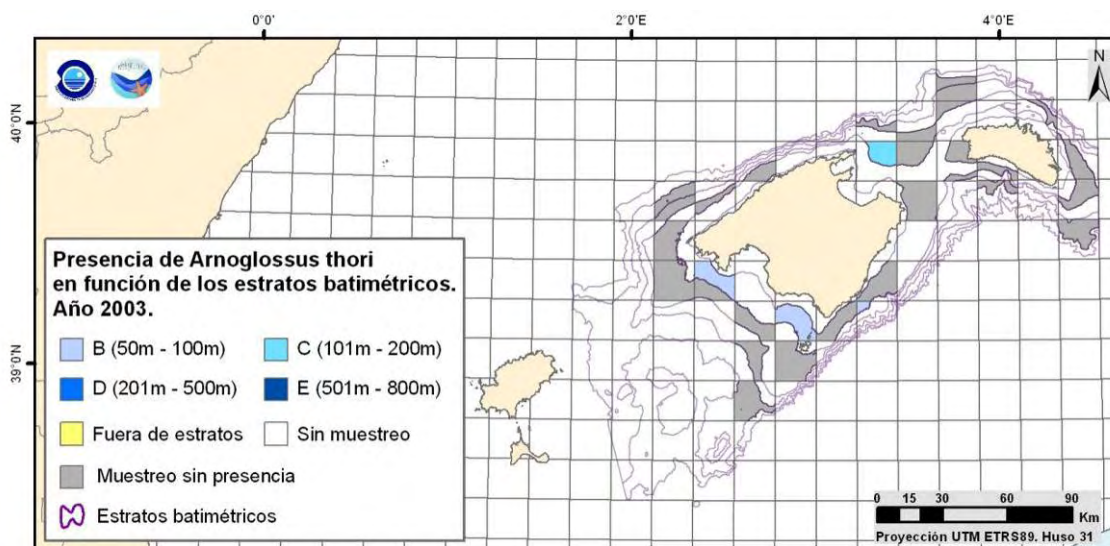 0°0'
2°0'E
4°0'E
N
40°0'N
39°0'N
Presencia de Arnoglossus thori
en función de los estratos batimétricos.
Año 2003.
B (50m - 100m)
C (101m - 200m)
D (201m - 500m)
E (501m - 800m)
Fuera de estratos
Sin muestreo
Muestreo sin presencia
Estratos batimétricos
0 15 30 60 90
Km
Proyección UTM ETRS89. Huso 31